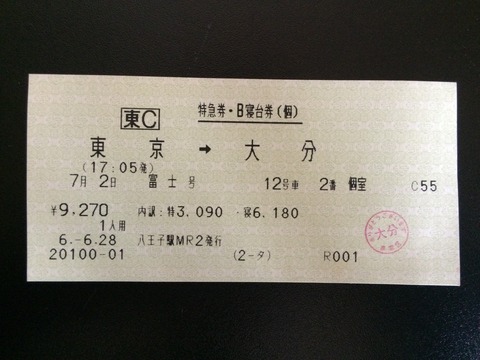 東C 特急券・B寝台券(個)
東京 → 大分
(17:05発)
7月 2日 富士号 12号車 2番 個室 C55
¥9,270 内訳:特3,090・寝6,180
1人用
6.-6.28 八王子駅MR2発行
20100-01 (2-タ) R001
大分